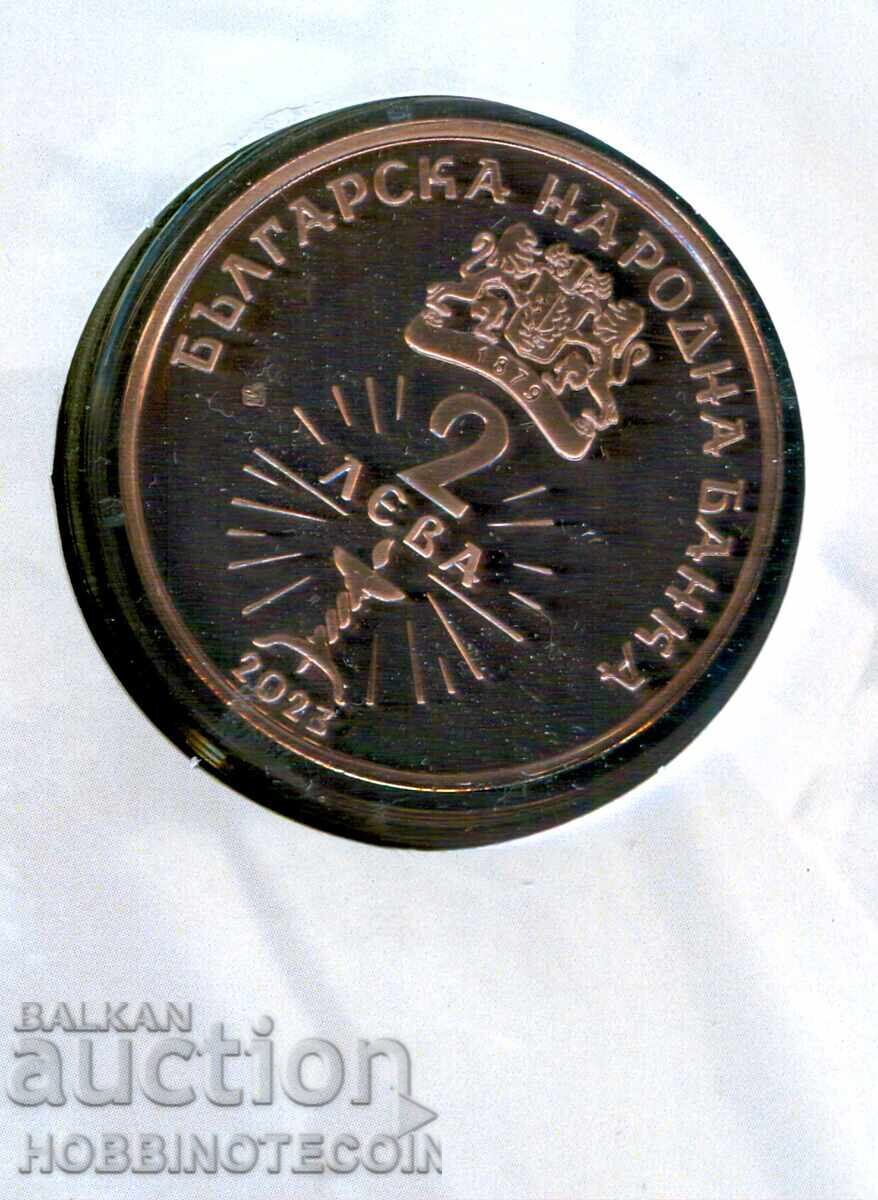 БЪЛГАРСКА НАРОДНА БАНКА
1879
2
ЛЕВА
2023
BALKAN
auction
HOBBINOTECOIN